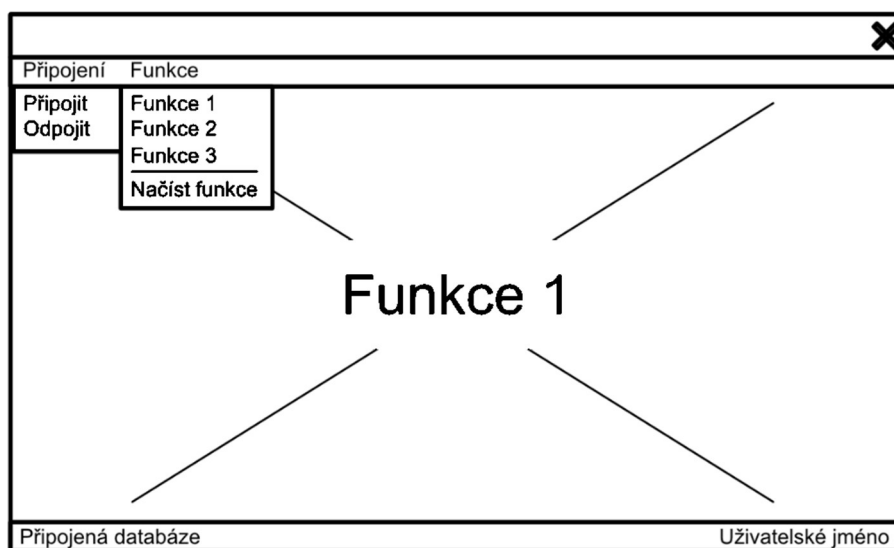 Připojení Funkce
Připojit
Odpojit
Funkce 1
Funkce 2
Funkce 3
Načíst funkce
Funkce 1
Připojená databáze
Uživatelské jméno